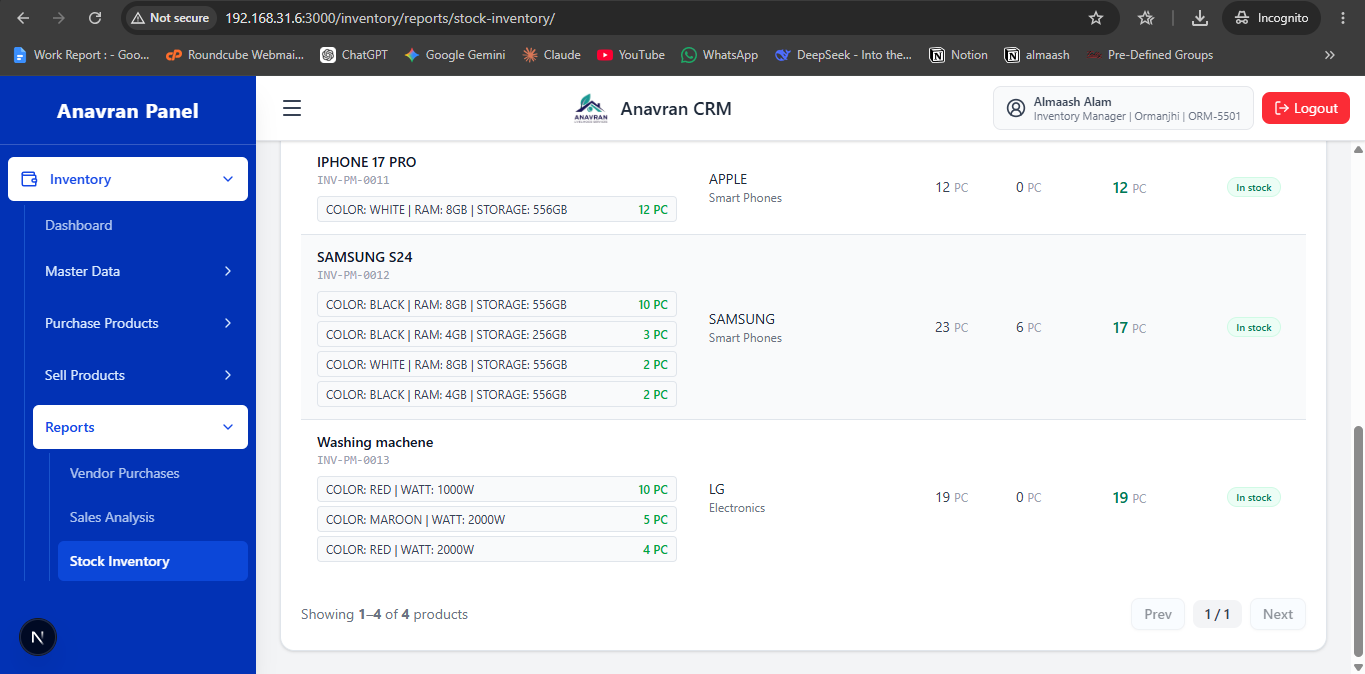 Not secure
192.168.31.6:3000/inventory/reports/stock-inventory/
Incognito
Work Report : - Goo...
Roundcube Webmai...
ChatGPT
Google Gemini
Claude
YouTube
WhatsApp
DeepSeek - Into the...
Notion
almaash
Pre-Defined Groups
Anavran Panel
Inventory
Dashboard
Master Data
Purchase Products
Sell Products
Reports
Vendor Purchases
Sales Analysis
Stock Inventory
N
ANAVRAN
Anavran CRM
Almaash Alam
Inventory Manager | Ormanjhi | ORM-5501
Logout
IPHONE 17 PRO
INV-PM-0011
COLOR: WHITE | RAM: 8GB | STORAGE: 556GB 12 PC
APPLE
Smart Phones
12 PC 0 PC 12 PC In stock
SAMSUNG S24
INV-PM-0012
COLOR: BLACK | RAM: 8GB | STORAGE: 556GB 10 PC
COLOR: BLACK | RAM: 4GB | STORAGE: 256GB 3 PC
COLOR: WHITE | RAM: 8GB | STORAGE: 556GB 2 PC
COLOR: BLACK | RAM: 4GB | STORAGE: 556GB 2 PC
SAMSUNG
Smart Phones
23 PC 6 PC 17 PC In stock
Washing machene
INV-PM-0013
COLOR: RED | WATT: 1000W 10 PC
COLOR: MAROON | WATT: 2000W 5 PC
COLOR: RED | WATT: 2000W 4 PC
LG
Electronics
19 PC 0 PC 19 PC In stock
Showing 1–4 of 4 products
Prev 1 / 1 Next